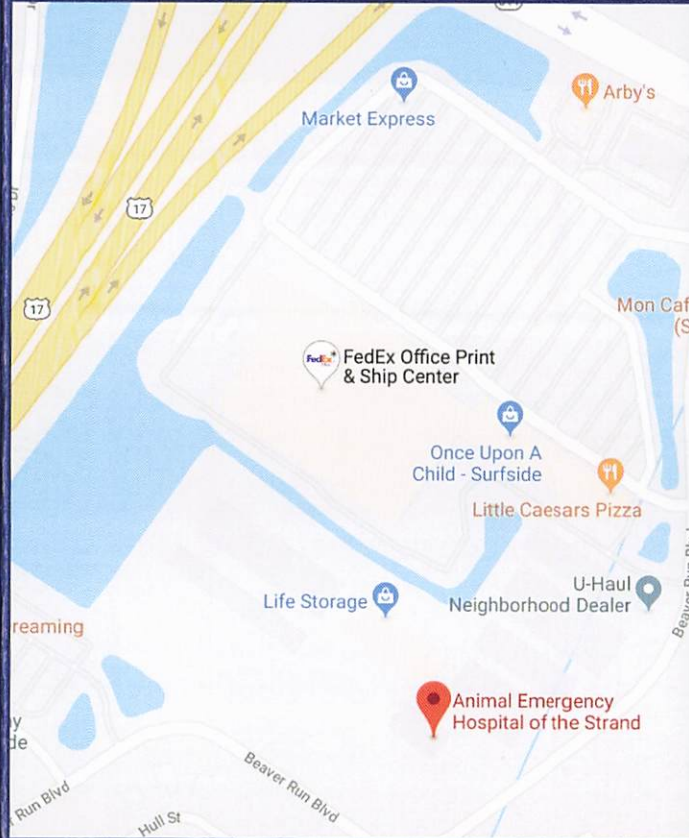 Market Express
Arby's
17
17
Mon Caf
(S
FedEx
FedEx Office Print
& Ship Center
Once Upon A
Child - Surfside
Little Caesars Pizza
U-Haul
Neighborhood Dealer
Life Storage
reaming
Animal Emergency
Hospital of the Strand
Beaver Run Blvd
Run Blvd
Hull St